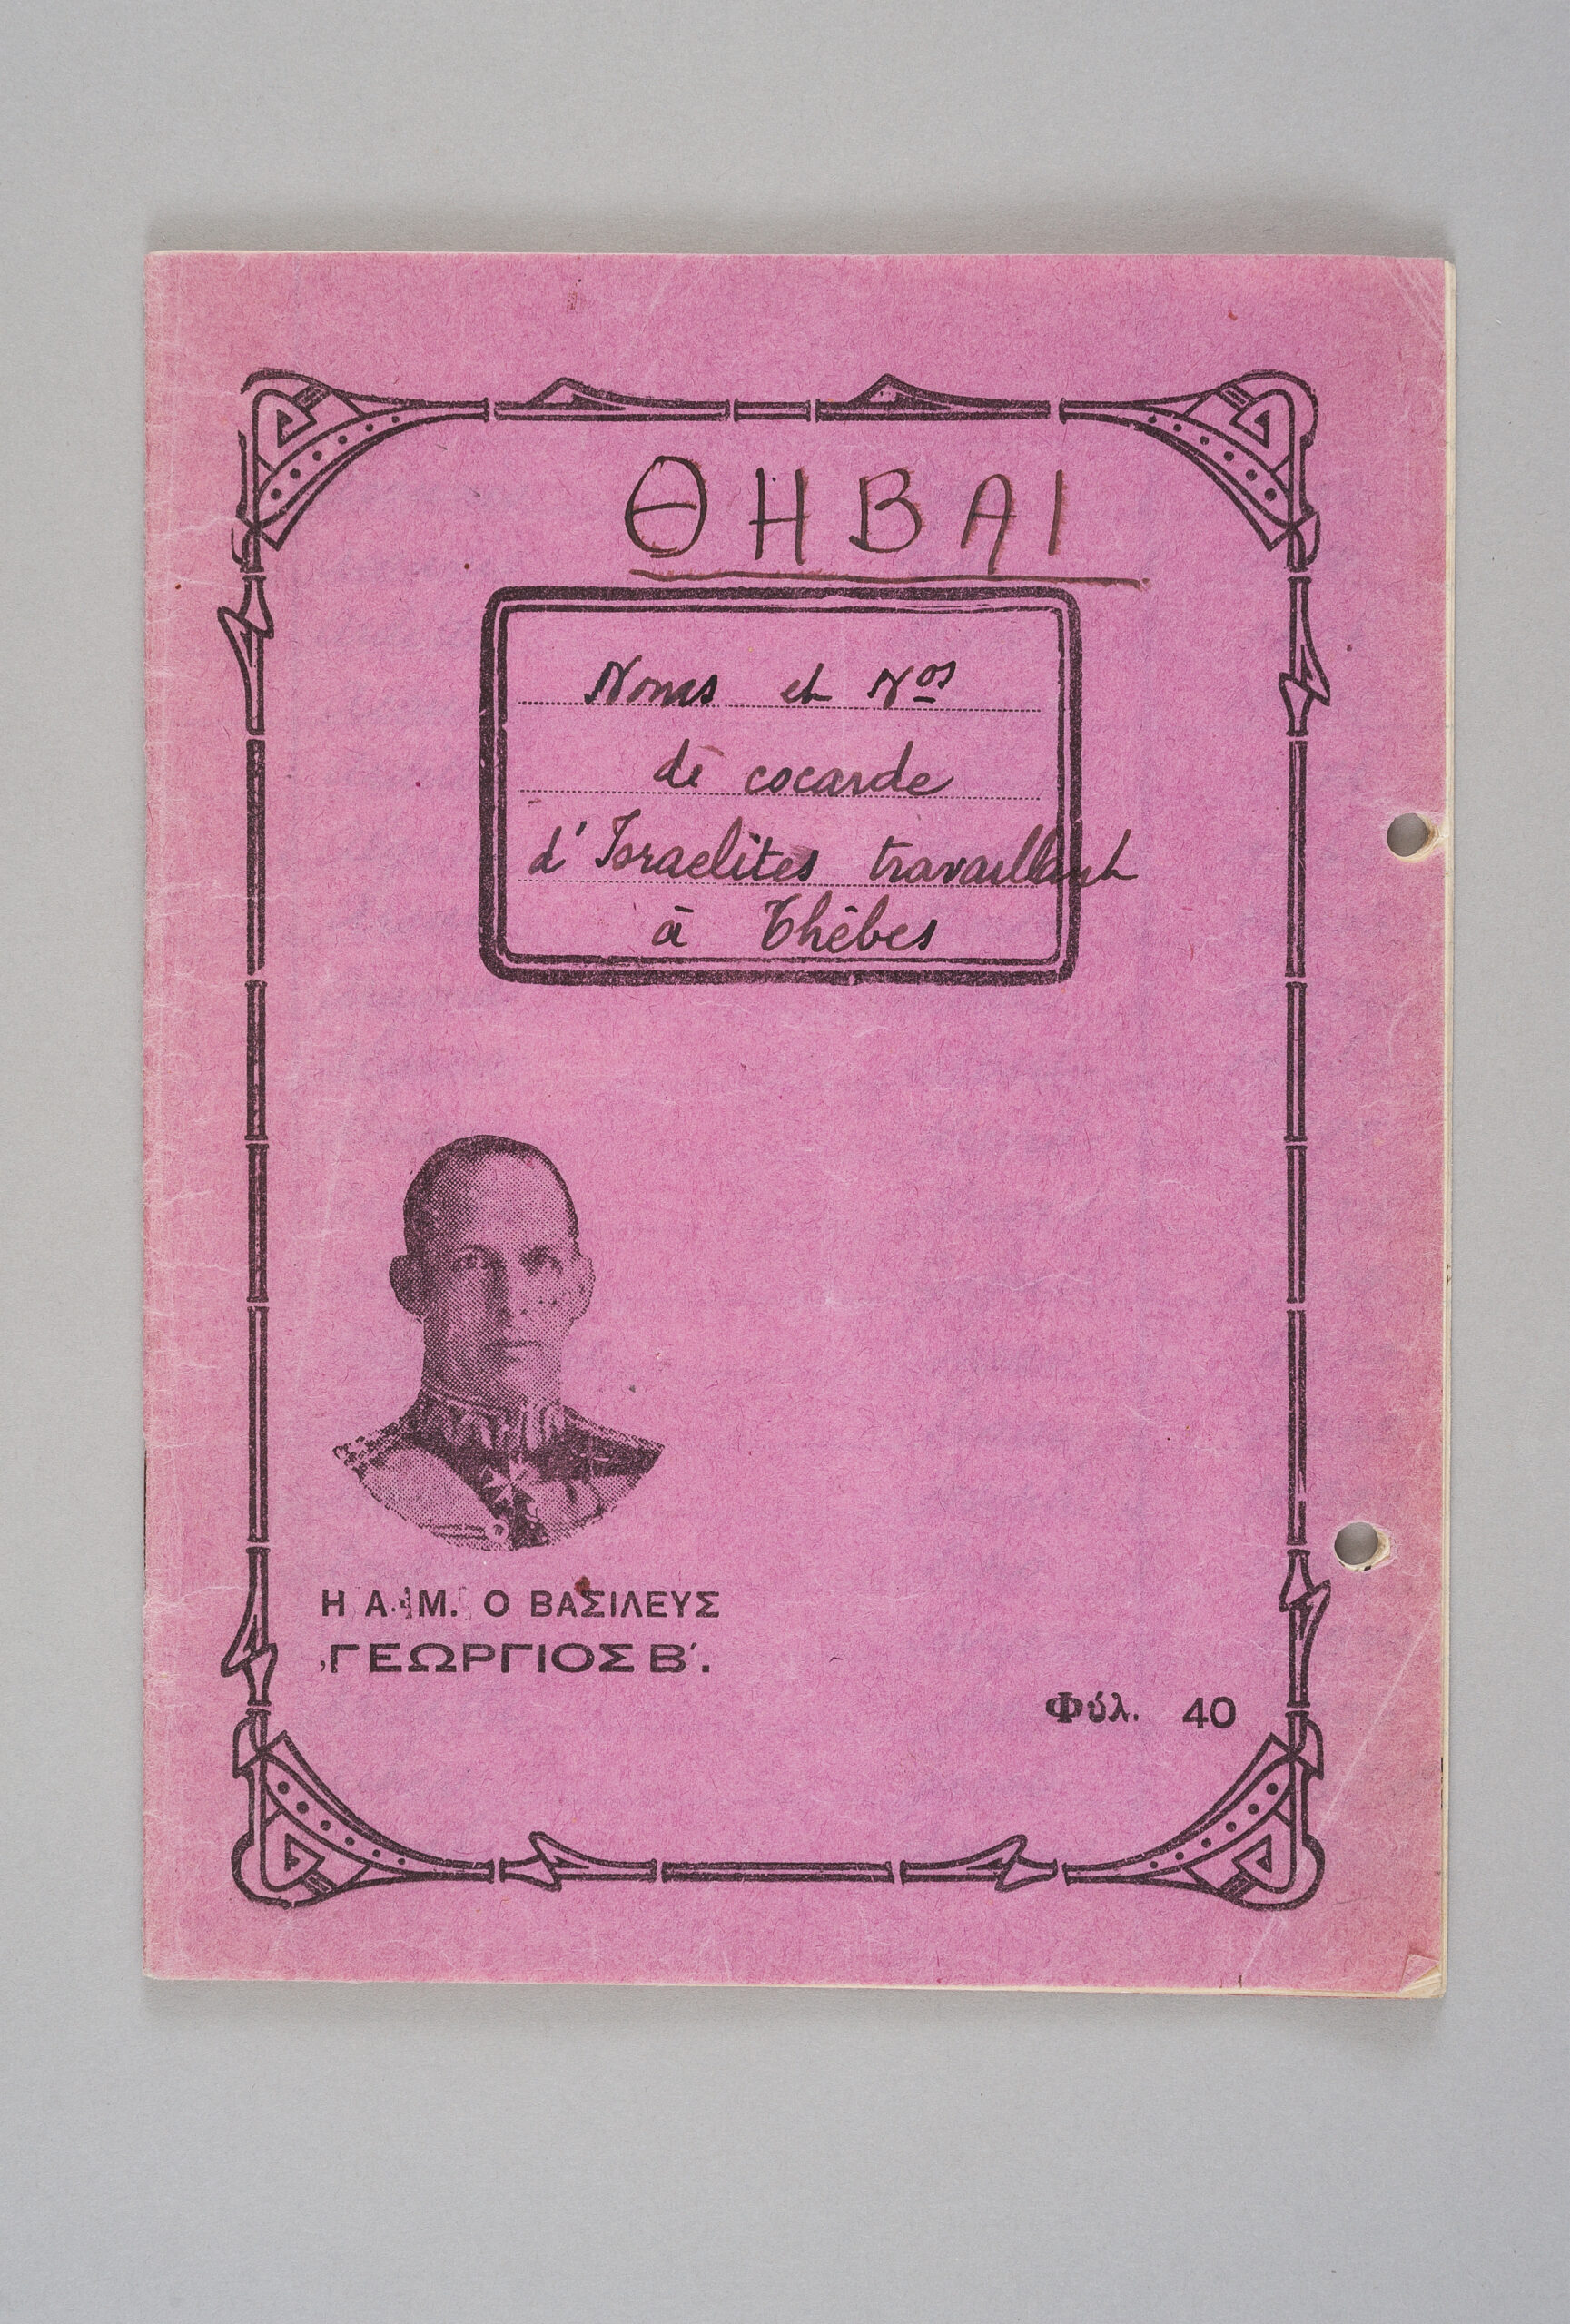 ΘΗΒΑΙ
Noms et Nos
de cocarde
d'Israelites travaillant
à Thèbes
Η Α. Μ. Ο ΒΑΣΙΛΕΥΣ
ΓΕΩΡΓΙΟΣ Β΄.
Φύλ. 40